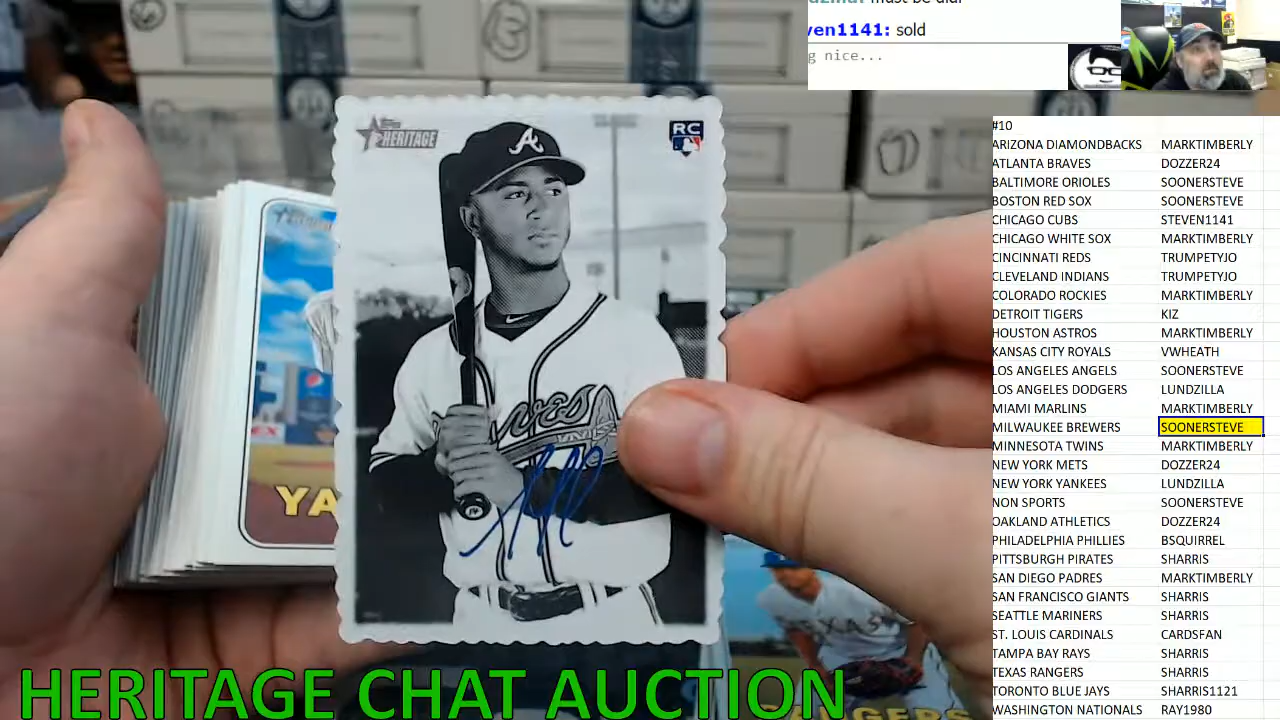 must be didi
ven1141: sold
g nice...
3
7
Topps
HERITAGE
RC
A
Braves
YA
TEXAS
HERITAGE CHAT AUCTION
#10
ARIZONA DIAMONDBACKS MARKTIMBERLY
ATLANTA BRAVES DOZZER24
BALTIMORE ORIOLES SOONERSTEVE
BOSTON RED SOX SOONERSTEVE
CHICAGO CUBS STEVEN1141
CHICAGO WHITE SOX MARKTIMBERLY
CINCINNATI REDS TRUMPETYJO
CLEVELAND INDIANS TRUMPETYJO
COLORADO ROCKIES MARKTIMBERLY
DETROIT TIGERS KIZ
HOUSTON ASTROS MARKTIMBERLY
KANSAS CITY ROYALS VWHEATH
LOS ANGELES ANGELS SOONERSTEVE
LOS ANGELES DODGERS LUNDZILLA
MIAMI MARLINS MARKTIMBERLY
MILWAUKEE BREWERS SOONERSTEVE
MINNESOTA TWINS MARKTIMBERLY
NEW YORK METS DOZZER24
NEW YORK YANKEES LUNDZILLA
NON SPORTS SOONERSTEVE
OAKLAND ATHLETICS DOZZER24
PHILADELPHIA PHILLIES BSQUIRREL
PITTSBURGH PIRATES SHARRIS
SAN DIEGO PADRES MARKTIMBERLY
SAN FRANCISCO GIANTS SHARRIS
SEATTLE MARINERS SHARRIS
ST. LOUIS CARDINALS CARDSFAN
TAMPA BAY RAYS SHARRIS
TEXAS RANGERS SHARRIS
TORONTO BLUE JAYS SHARRIS1121
WASHINGTON NATIONALS RAY1980